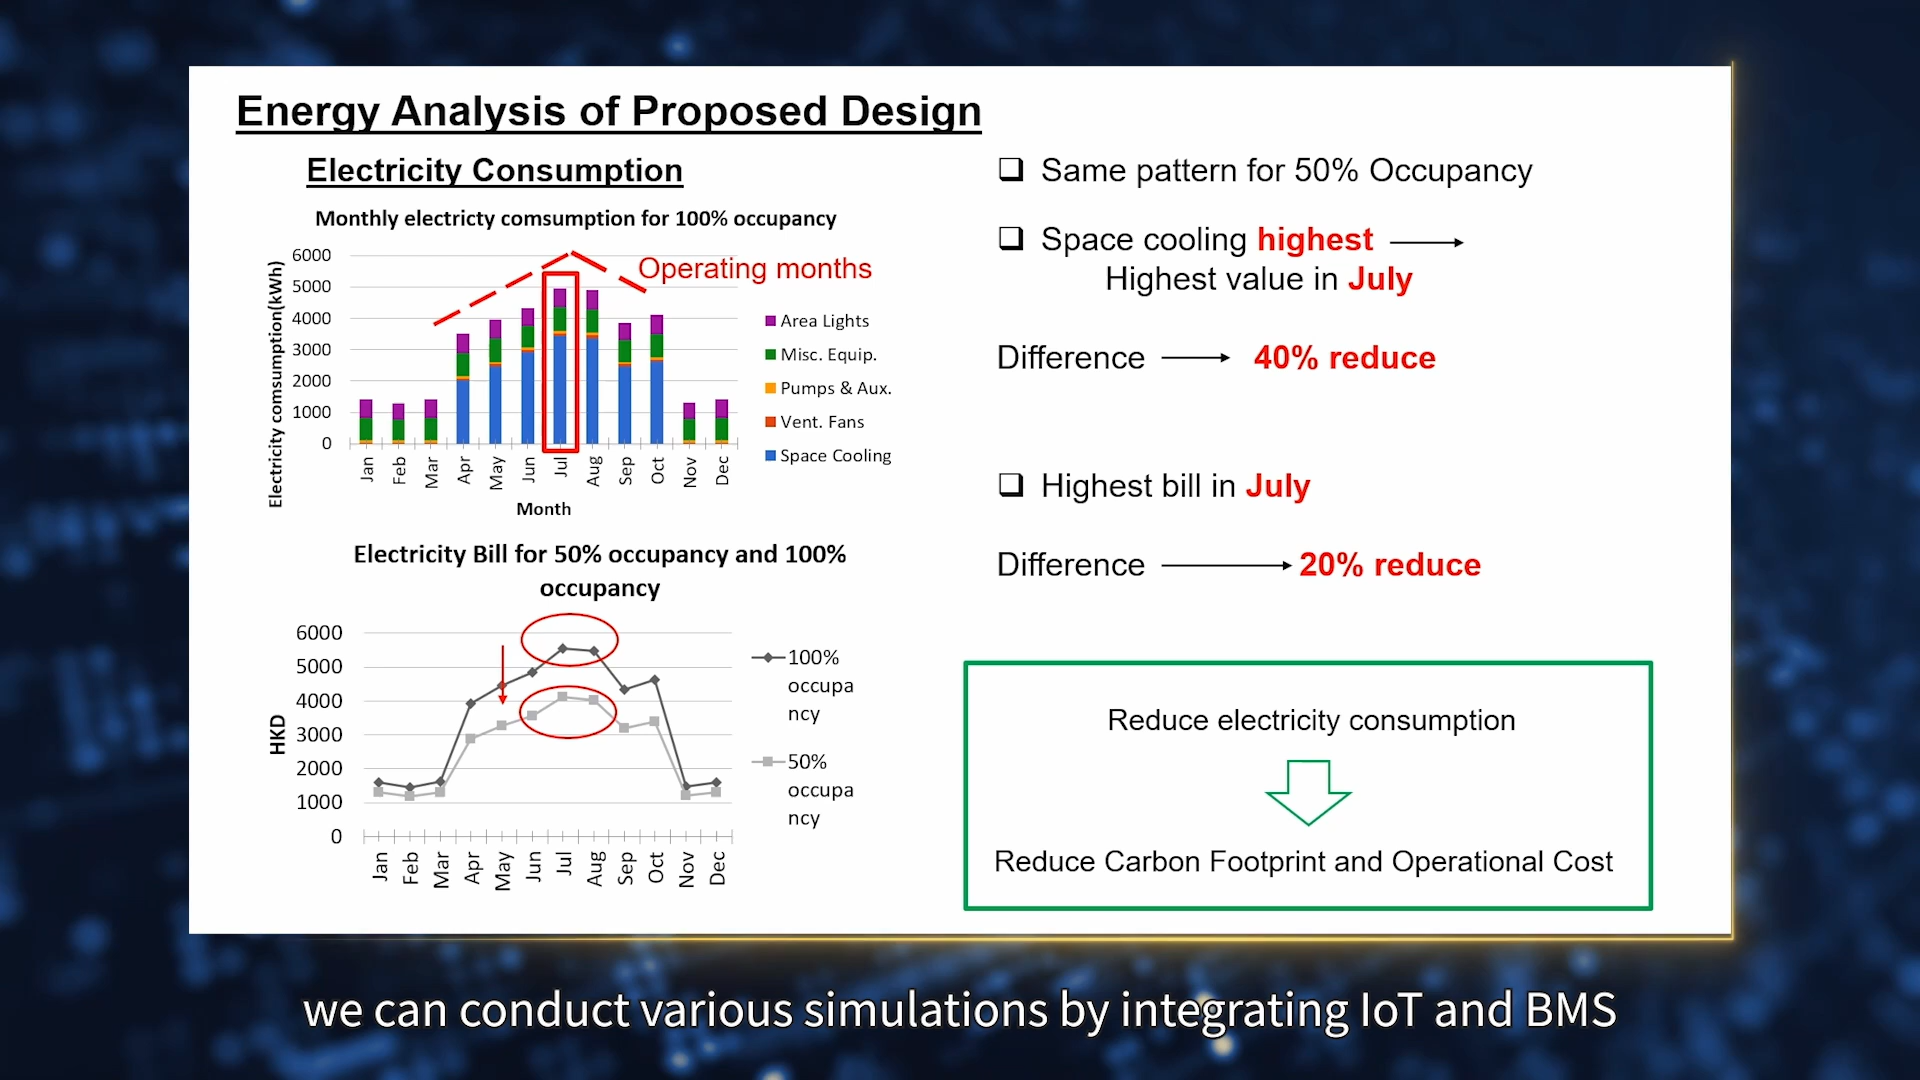 Energy Analysis of Proposed Design
Electricity Consumption
Monthly electricty comsumption for 100% occupancy
Electricity comsumption(kWh)
6000
5000
4000
3000
2000
1000
0
Operating months
Area Lights
Misc. Equip.
Pumps & Aux.
Vent. Fans
Space Cooling
Jan Feb Mar Apr May Jun Jul Aug Sep Oct Nov Dec
Month
Electricity Bill for 50% occupancy and 100%
occupancy
HKD
6000
5000
4000
3000
2000
1000
0
100%
occupa
ncy
50%
occupa
ncy
Jan Feb Mar Apr May Jun Jul Aug Sep Oct Nov Dec
Same pattern for 50% Occupancy
Space cooling highest
Highest value in July
Difference 40% reduce
Highest bill in July
Difference 20% reduce
Reduce electricity consumption
Reduce Carbon Footprint and Operational Cost
we can conduct various simulations by integrating IoT and BMS